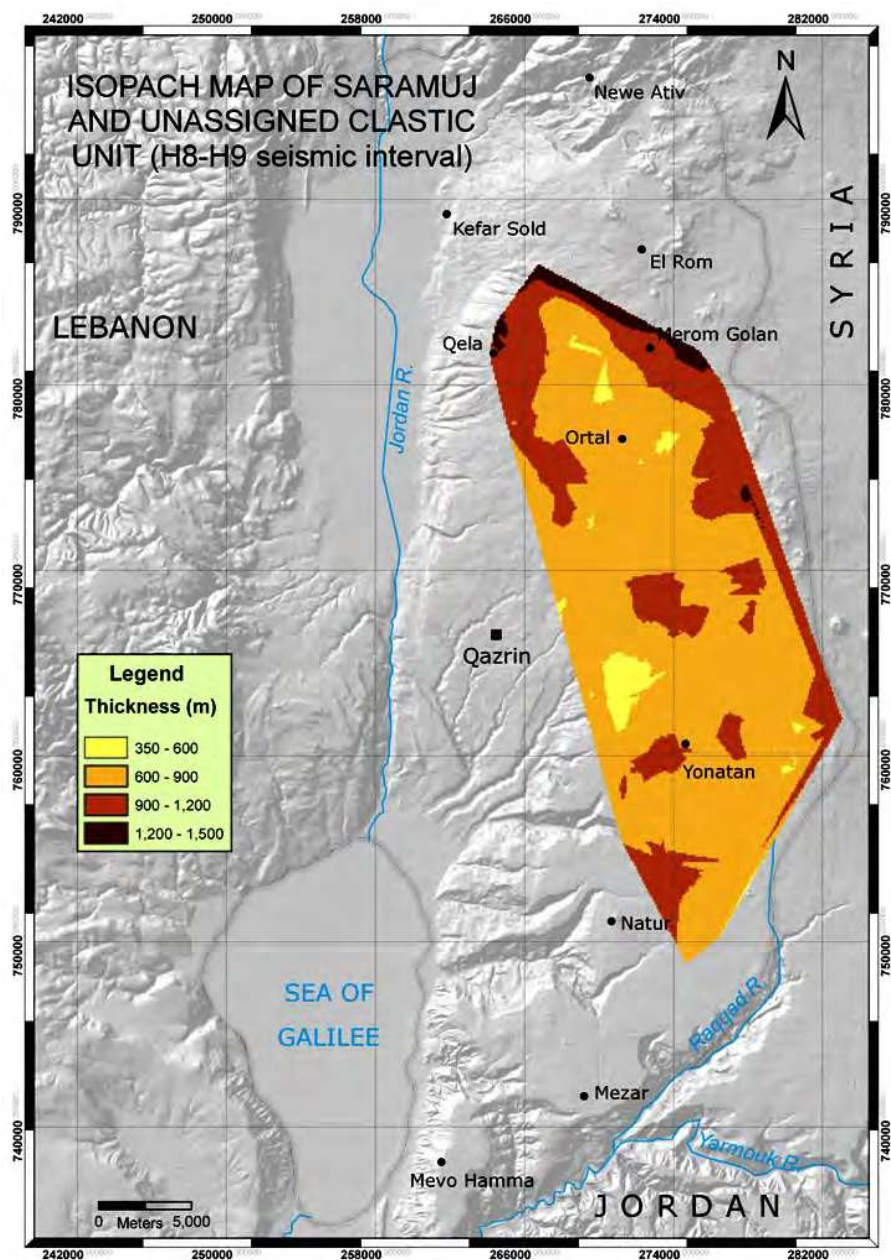 242000 250000 258000 266000 274000 282000
ISOPACH MAP OF SARAMUJ
AND UNASSIGNED CLASTIC
UNIT (H8-H9 seismic interval)
N
Newe Ativ
790000 790000
Kefar Sold
El Rom
SYRIA
LEBANON
Qela
Merom Golan
780000 780000
Jordan R.
Ortal
770000 770000
Qazrin
Legend
Thickness (m)
350 - 600
600 - 900
900 - 1,200
1,200 - 1,500
760000 760000
Yonatan
Natur
750000 750000
SEA OF
GALILEE
Raqqad R.
Mezar
740000 740000
Yarmouk R.
Mevo Hamma
JORDAN
0 Meters 5,000
242000 250000 258000 266000 274000 282000